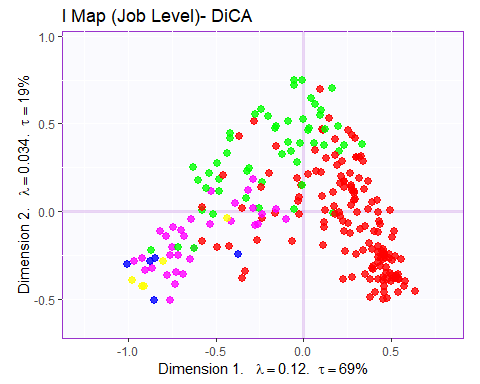 I Map (Job Level)- DiCA
1.0
0.5
0.0
-0.5
-1.0
-0.5
0.0
0.5
Dimension 2. λ = 0.034. τ = 19%
Dimension 1. λ = 0.12. τ = 69%